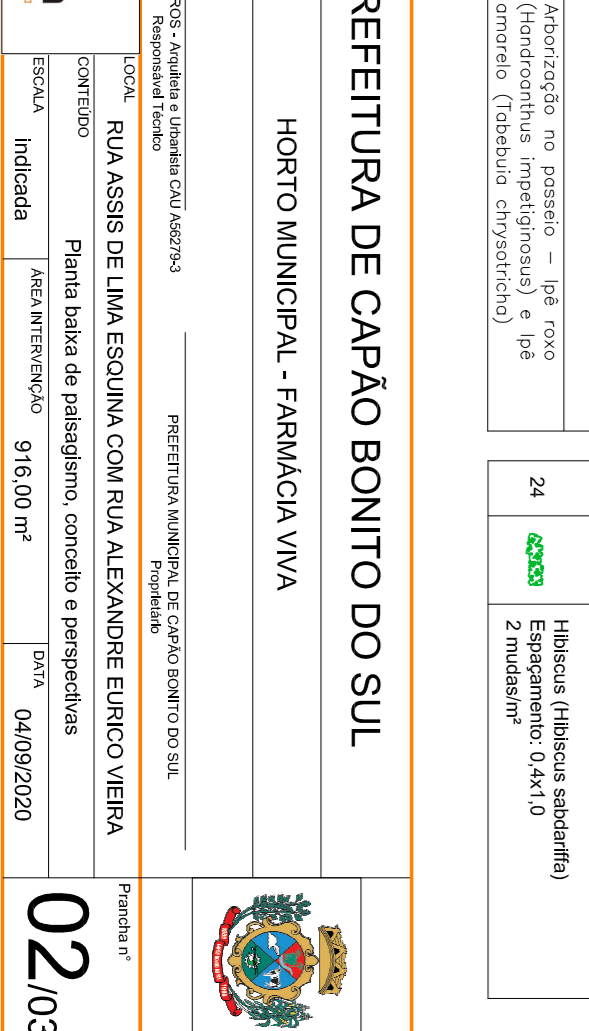 Arborização no passeio – Ipê roxo
(Handroanthus impetiginosus) e Ipê
amarelo (Tabebuia chrysotricha)
24
Hibiscus (Hibiscus sabdariffa)
Espaçamento: 0,4x1,0
2 mudas/m²
REFEITURA DE CAPÃO BONITO DO SUL
HORTO MUNICIPAL - FARMÁCIA VIVA
ROS - Arquiteta e Urbanista CAU A56279-3
Responsável Técnico
PREFEITURA MUNICIPAL DE CAPÃO BONITO DO SUL
Proprietário
LOCAL
RUA ASSIS DE LIMA ESQUINA COM RUA ALEXANDRE EURICO VIEIRA
CONTEÚDO
Planta baixa de paisagismo, conceito e perspectivas
ESCALA
indicada
ÁREA INTERVENÇÃO
916,00 m²
DATA
04/09/2020
Prancha n°
02/03